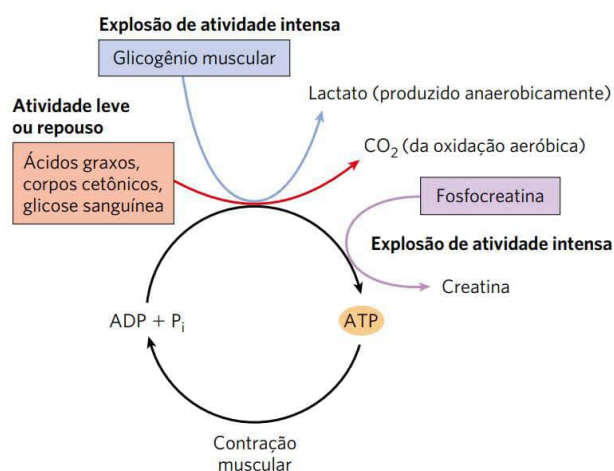 Explosão de atividade intensa
Glicogênio muscular
Lactato (produzido anaerobicamente)
Atividade leve
ou repouso
CO₂ (da oxidação aeróbica)
Ácidos graxos,
corpos cetônicos,
glicose sanguínea
Fosfocreatina
Explosão de atividade intensa
Creatina
ADP + Pᵢ
ATP
Contração
muscular